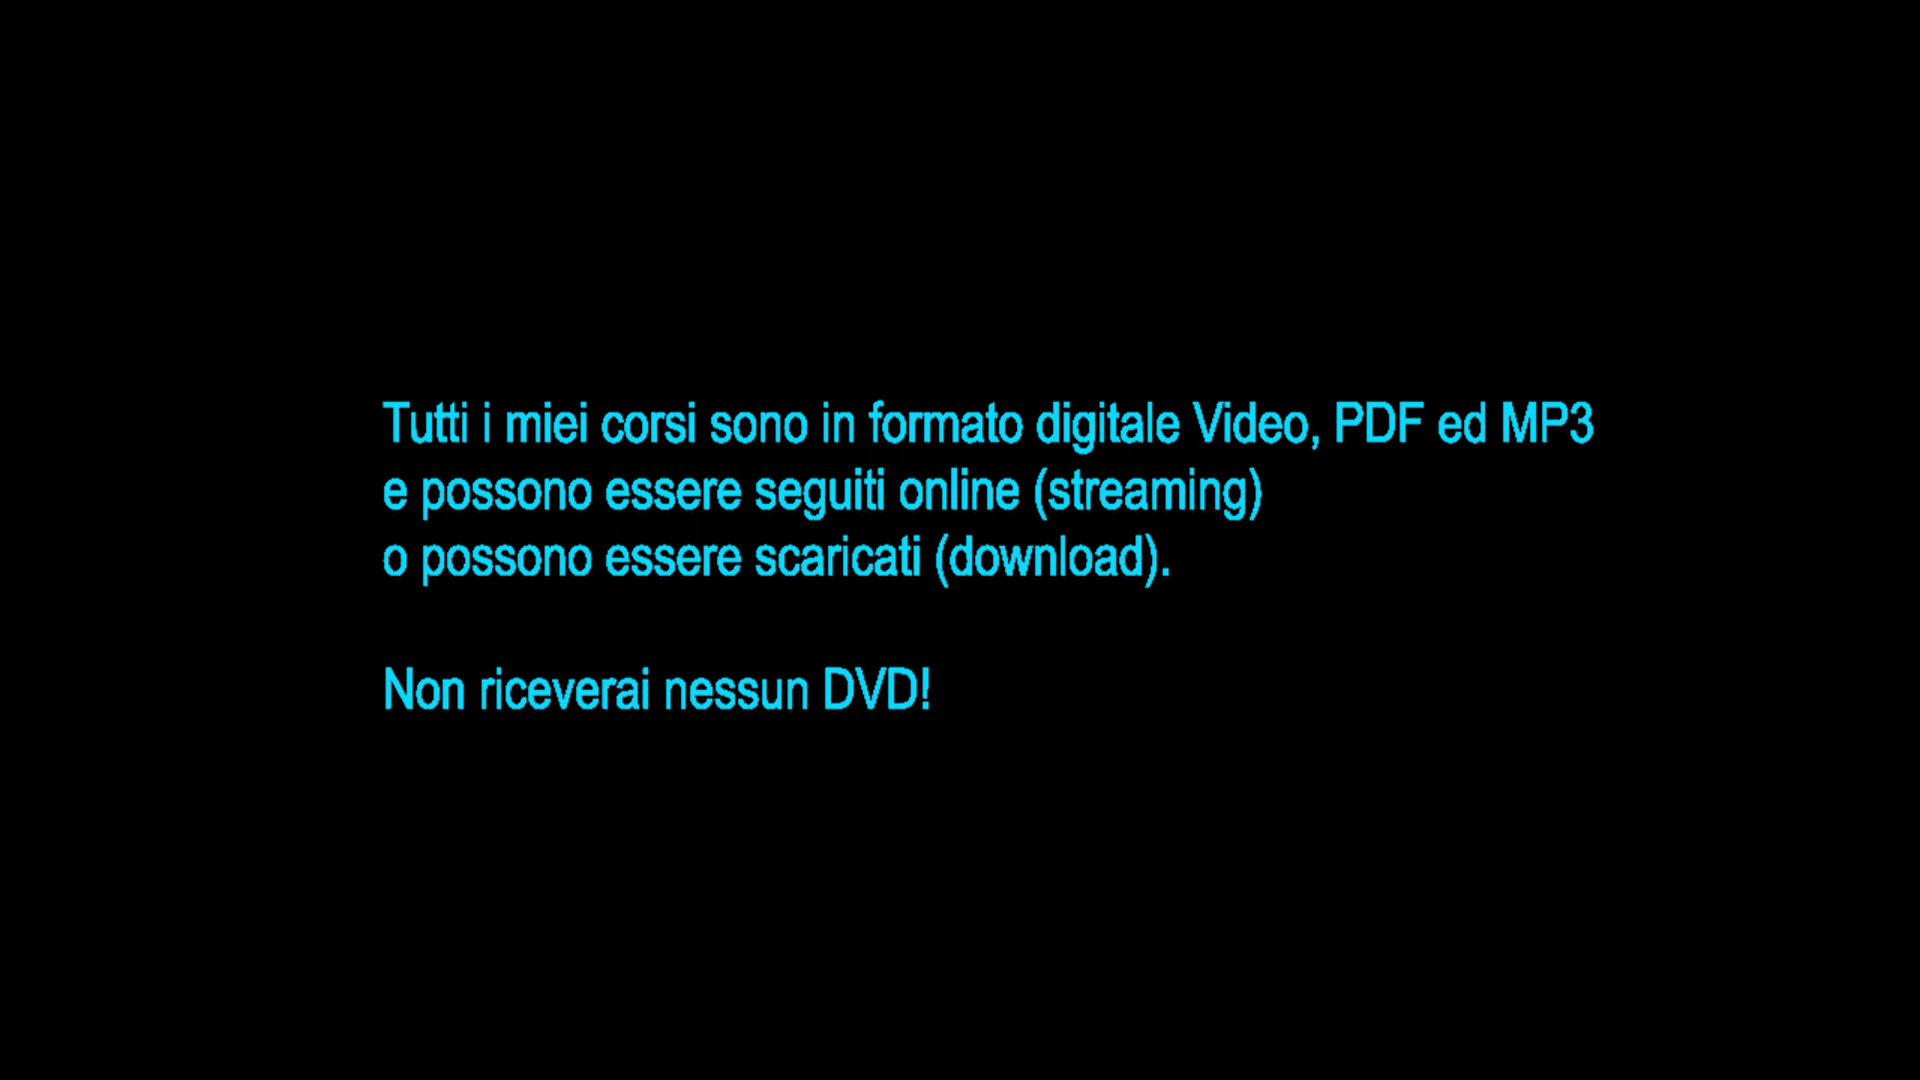 Tutti i miei corsi sono in formato digitale Video, PDF ed MP3
e possono essere seguiti online (streaming)
o possono essere scaricati (download).
Non riceverai nessun DVD!